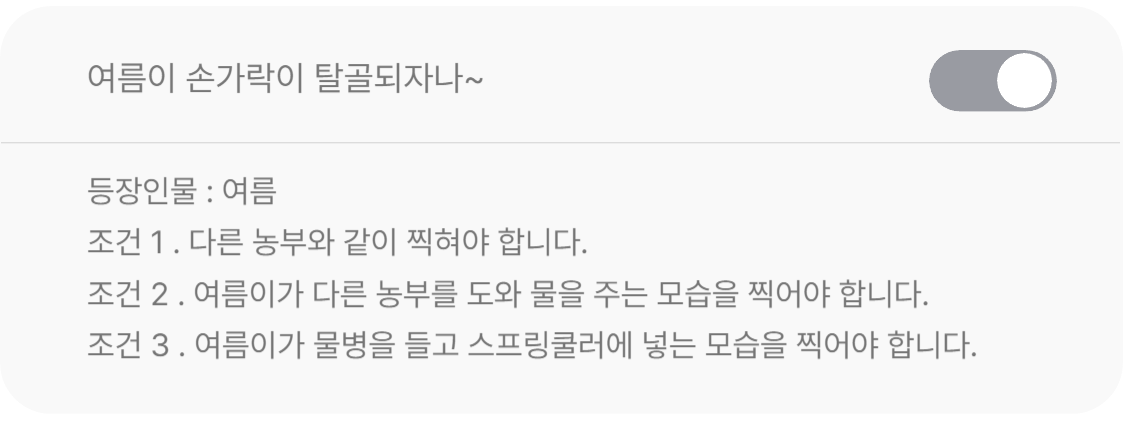 여름이 손가락이 탈골되자나~
등장인물 : 여름
조건 1 . 다른 농부와 같이 찍혀야 합니다.
조건 2 . 여름이가 다른 농부를 도와 물을 주는 모습을 찍어야 합니다.
조건 3 . 여름이가 물병을 들고 스프링쿨러에 넣는 모습을 찍어야 합니다.